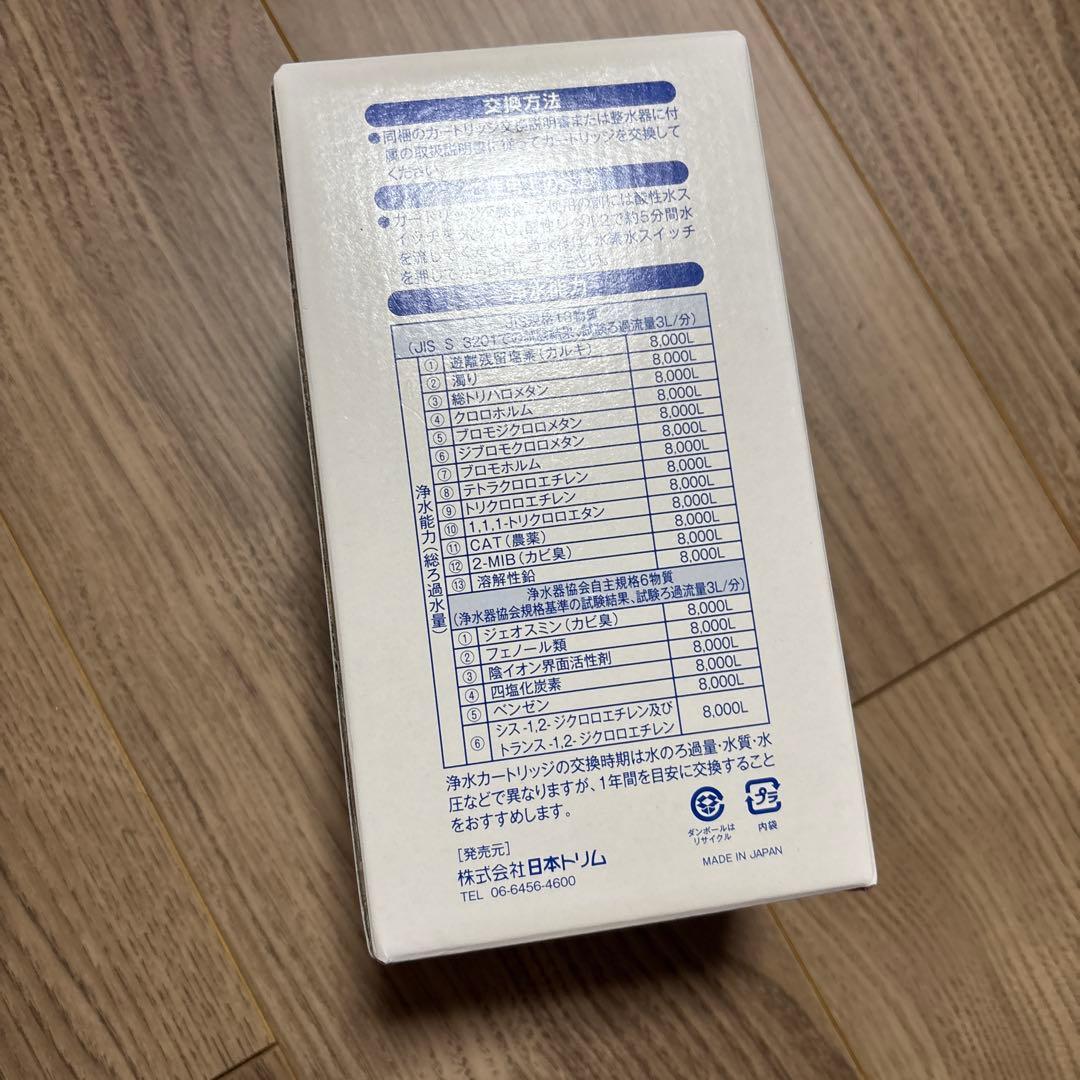 交換方法
●同梱のカートリッジ交換説明書または整水器に付
属の取扱説明書に従ってカートリッジを交換して
ください。
●カートリッジ 前には酸性水ス
イッチ で約5分間水
を流して 水素水スイッチ
を押して ください。
浄水能力
JIS規格13物質
(JIS S 3201での試験結果、試験ろ過流量3L/分)
浄水能力(総ろ過水量)
① 遊離残留塩素(カルキ) 8,000L
② 濁り 8,000L
③ 総トリハロメタン 8,000L
④ クロロホルム 8,000L
⑤ ブロモジクロロメタン 8,000L
⑥ ジブロモクロロメタン 8,000L
⑦ ブロモホルム 8,000L
⑧ テトラクロロエチレン 8,000L
⑨ トリクロロエチレン 8,000L
⑩ 1,1,1-トリクロロエタン 8,000L
⑪ CAT(農薬) 8,000L
⑫ 2-MIB(カビ臭) 8,000L
⑬ 溶解性鉛 8,000L
浄水器協会自主規格6物質
(浄水器協会規格基準の試験結果、試験ろ過流量3L/分)
① ジェオスミン(カビ臭) 8,000L
② フェノール類 8,000L
③ 陰イオン界面活性剤 8,000L
④ 四塩化炭素 8,000L
⑤ ベンゼン 8,000L
⑥ シス-1,2-ジクロロエチレン及び
トランス-1,2-ジクロロエチレン 8,000L
浄水カートリッジの交換時期は水のろ過量・水質・水
圧などで異なりますが、1年間を目安に交換すること
をおすすめします。
ダンボールは
リサイクル
プラ
内袋
[発売元]
株式会社日本トリム
TEL 06-6456-4600
MADE IN JAPAN